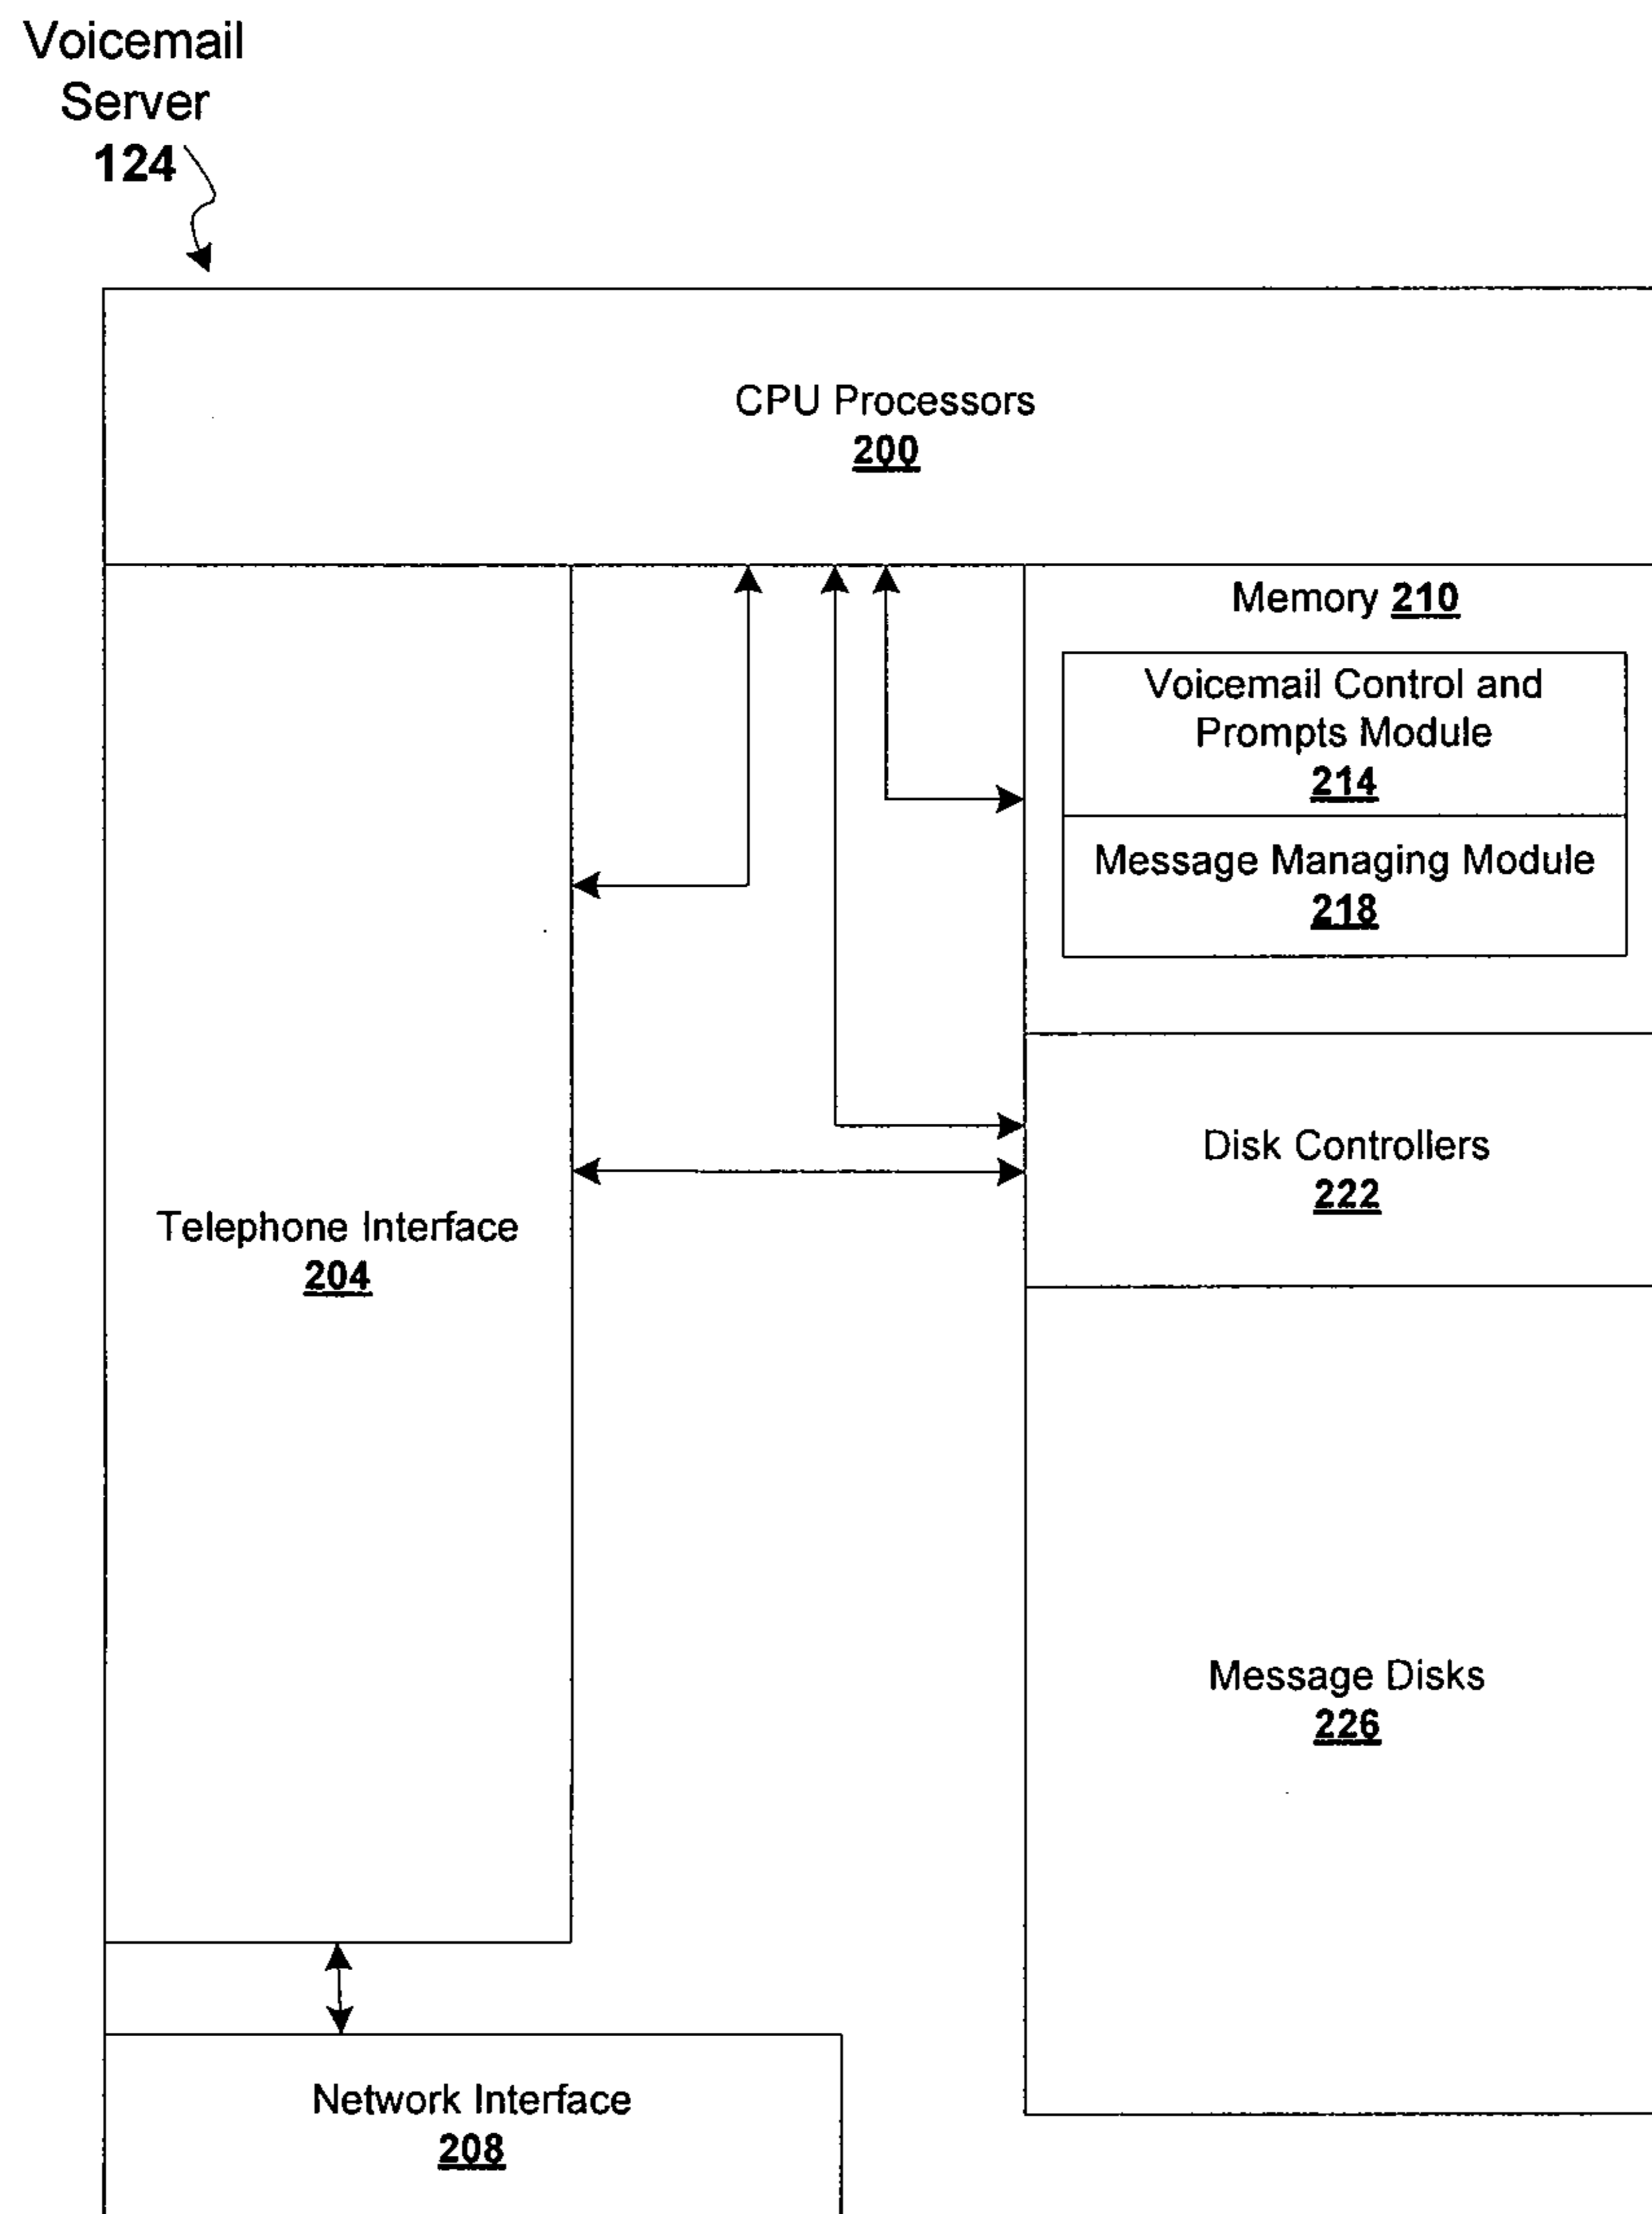 Voicemail
Server
124
CPU Processors
200
Memory 210
Voicemail Control and
Prompts Module
214
Message Managing Module
218
Disk Controllers
222
Telephone Interface
204
Message Disks
226
Network Interface
208